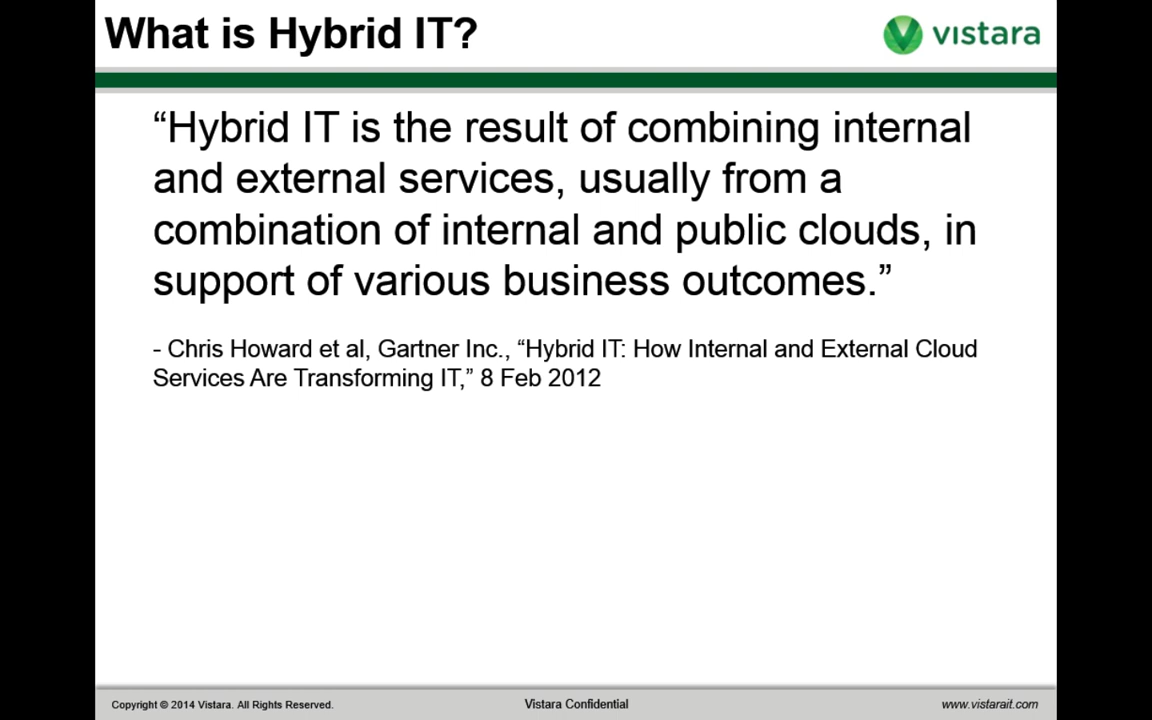 What is Hybrid IT?
vistara
“Hybrid IT is the result of combining internal
and external services, usually from a
combination of internal and public clouds, in
support of various business outcomes.”
- Chris Howard et al, Gartner Inc., “Hybrid IT: How Internal and External Cloud
Services Are Transforming IT,” 8 Feb 2012
Copyright © 2014 Vistara. All Rights Reserved.
Vistara Confidential
www.vistarait.com